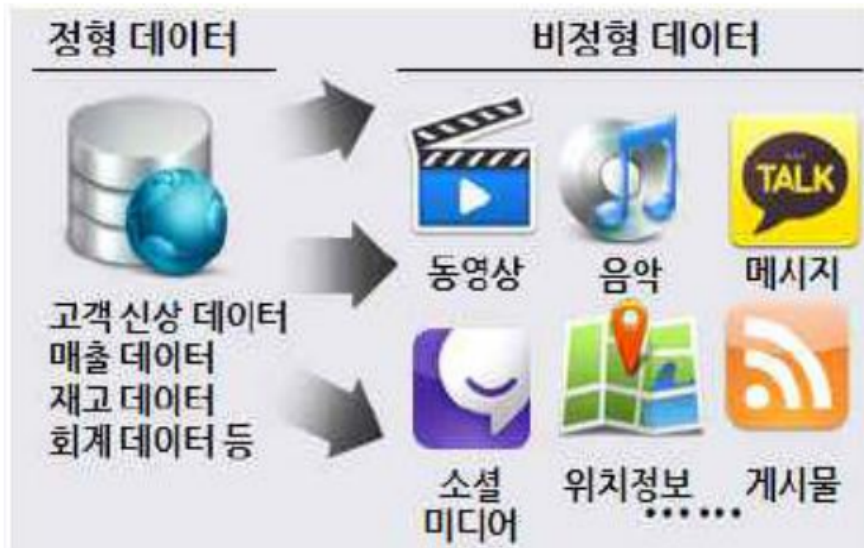 정형 데이터
비정형 데이터
TALK
동영상
음악
메시지
고객 신상 데이터
매출 데이터
재고 데이터
회계 데이터 등
소셜
미디어
위치정보
게시물
······